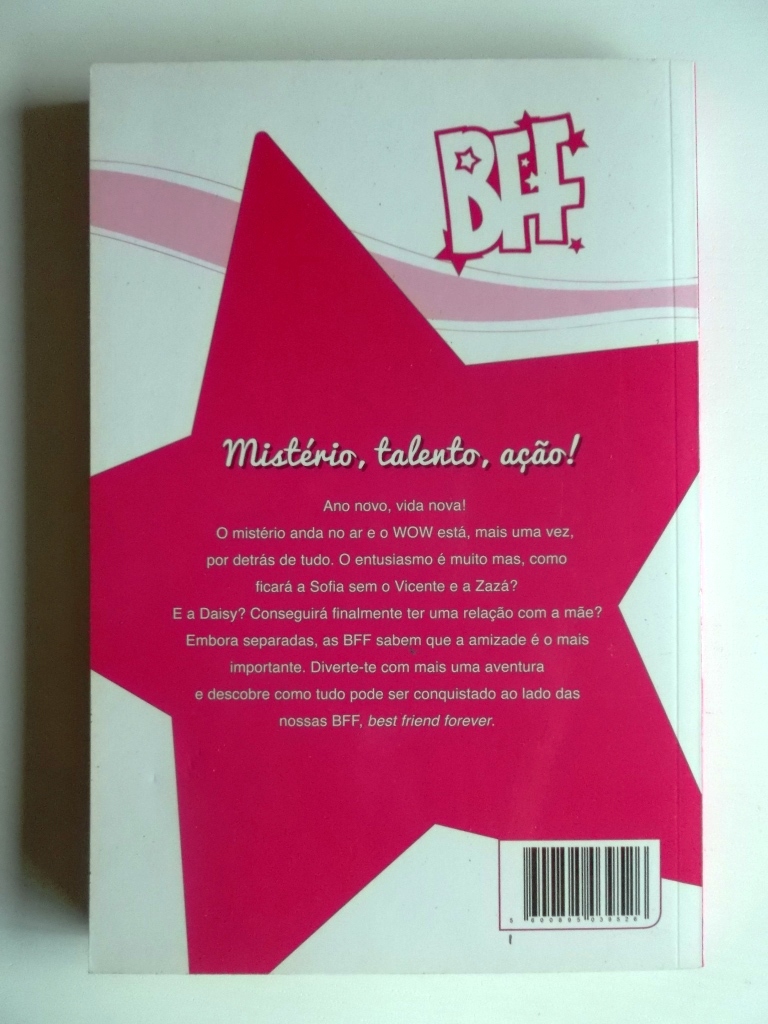 BFF
Mistério, talento, ação!
Ano novo, vida nova!
O mistério anda no ar e o WOW está, mais uma vez,
por detrás de tudo. O entusiasmo é muito mas, como
ficará a Sofia sem o Vicente e a Zazá?
E a Daisy? Conseguirá finalmente ter uma relação com a mãe?
Embora separadas, as BFF sabem que a amizade é o mais
importante. Diverte-te com mais uma aventura
e descobre como tudo pode ser conquistado ao lado das
nossas BFF, best friend forever.